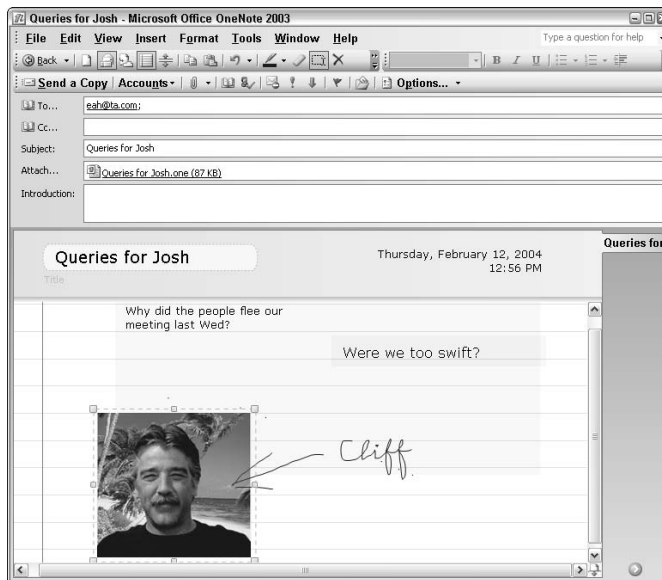 Queries for Josh - Microsoft Office OneNote 2003
File Edit View Insert Format Tools Window Help
Type a question for help
Back
B I U
Send a Copy Accounts Options...
To... eah@ta.com;
Cc...
Subject: Queries for Josh
Attach... Queries for Josh.one (87 KB)
Introduction:
Queries for Josh
Thursday, February 12, 2004
12:56 PM
Queries for
Title
Why did the people flee our
meeting last Wed?
Were we too swift?
Cliff